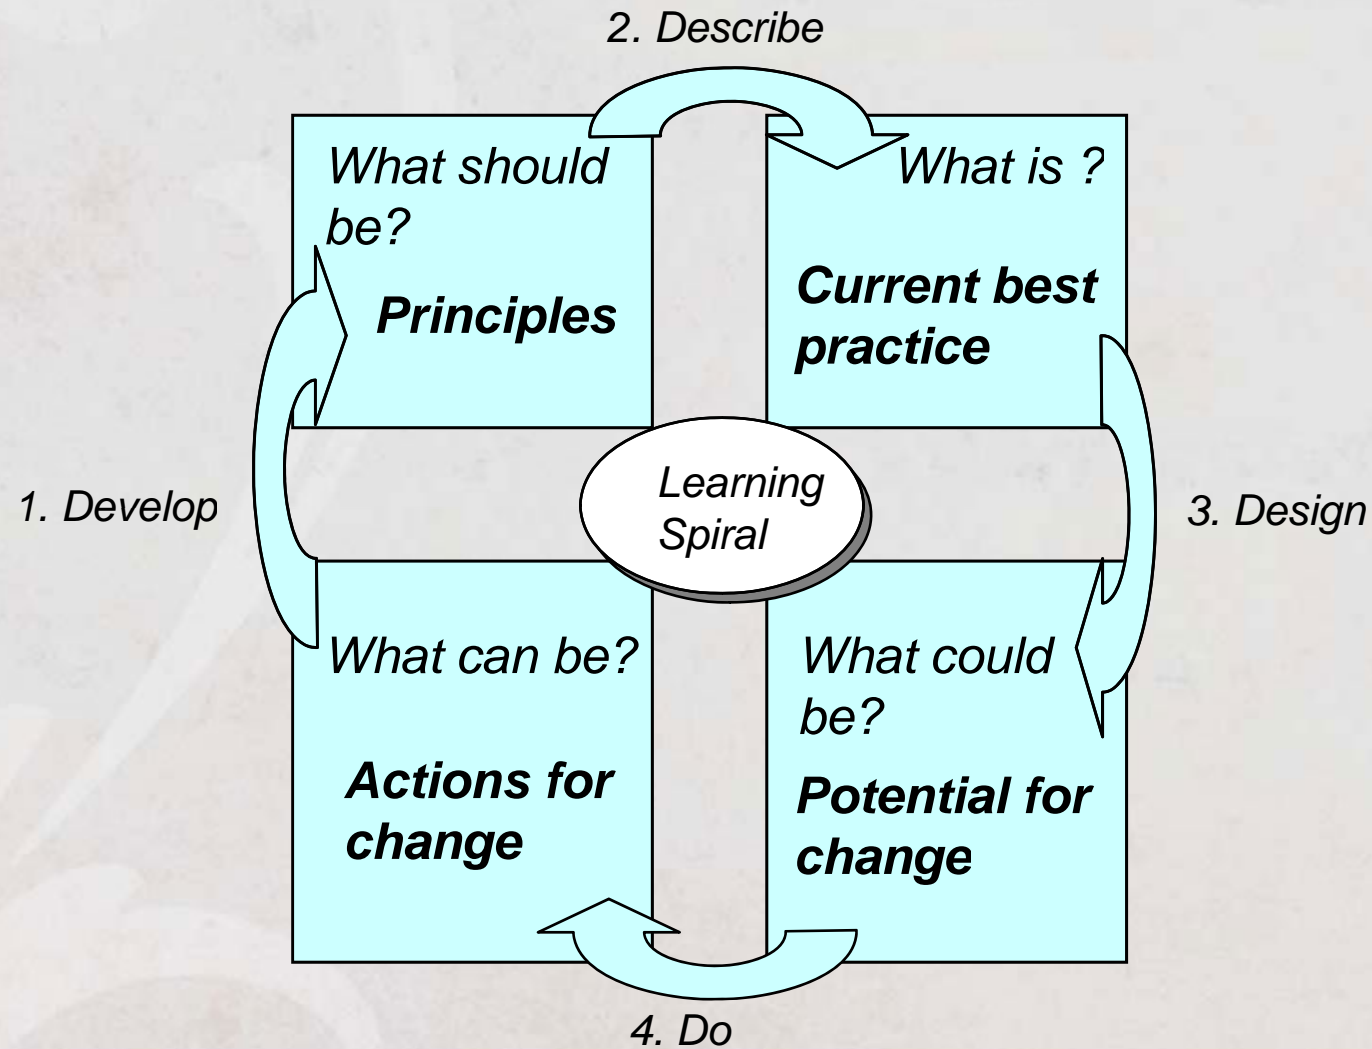 2. Describe
What should
be?
Principles
What is ?
Current best
practice
1. Develop
Learning
Spiral
3. Design
What can be?
Actions for
change
What could
be?
Potential for
change
4. Do